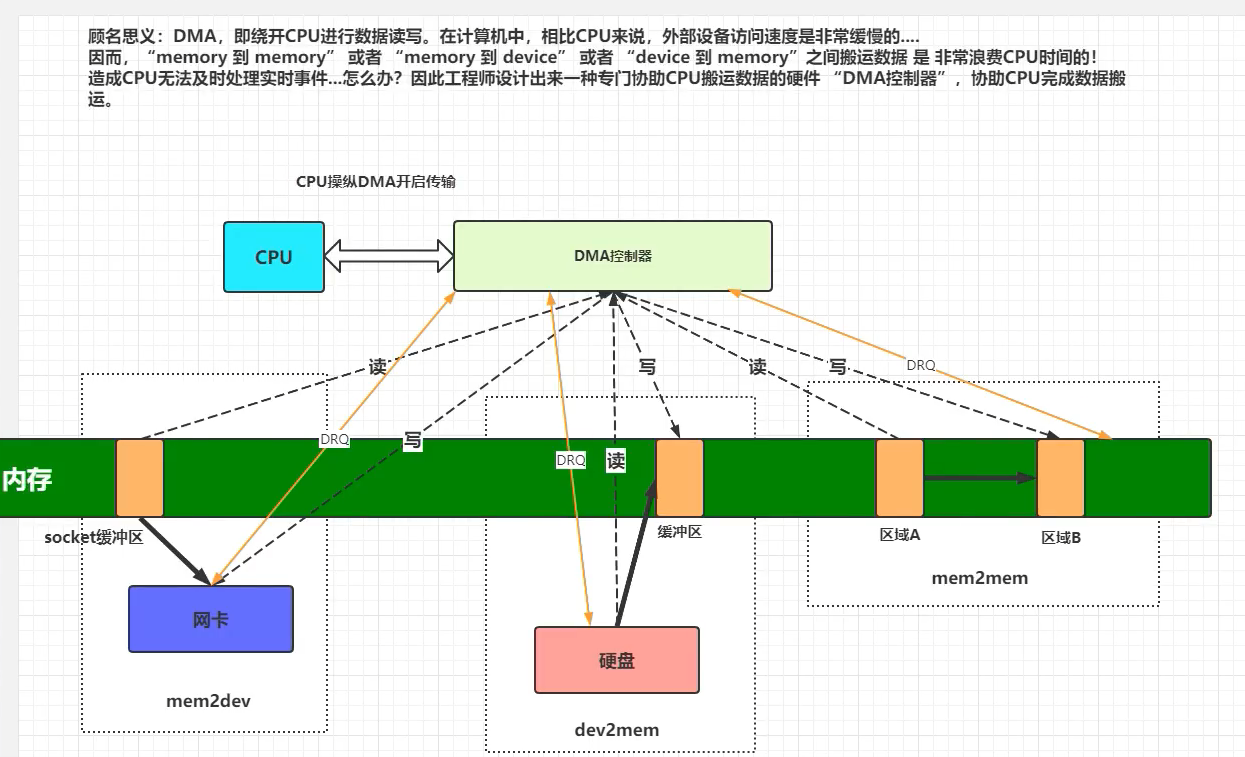 顾名思义：DMA，即绕开CPU进行数据读写。在计算机中，相比CPU来说，外部设备访问速度是非常缓慢的....
因而，“memory 到 memory” 或者 “memory 到 device” 或者 “device 到 memory”之间搬运数据 是 非常浪费CPU时间的！
造成CPU无法及时处理实时事件...怎么办？因此工程师设计出来一种专门协助CPU搬运数据的硬件 “DMA控制器”，协助CPU完成数据搬
运。
CPU操纵DMA开启传输
CPU
DMA控制器
读
写
读
写
DRQ
DRQ
写
DRQ
读
内存
socket缓冲区
缓冲区
区域A
区域B
mem2mem
网卡
硬盘
mem2dev
dev2mem